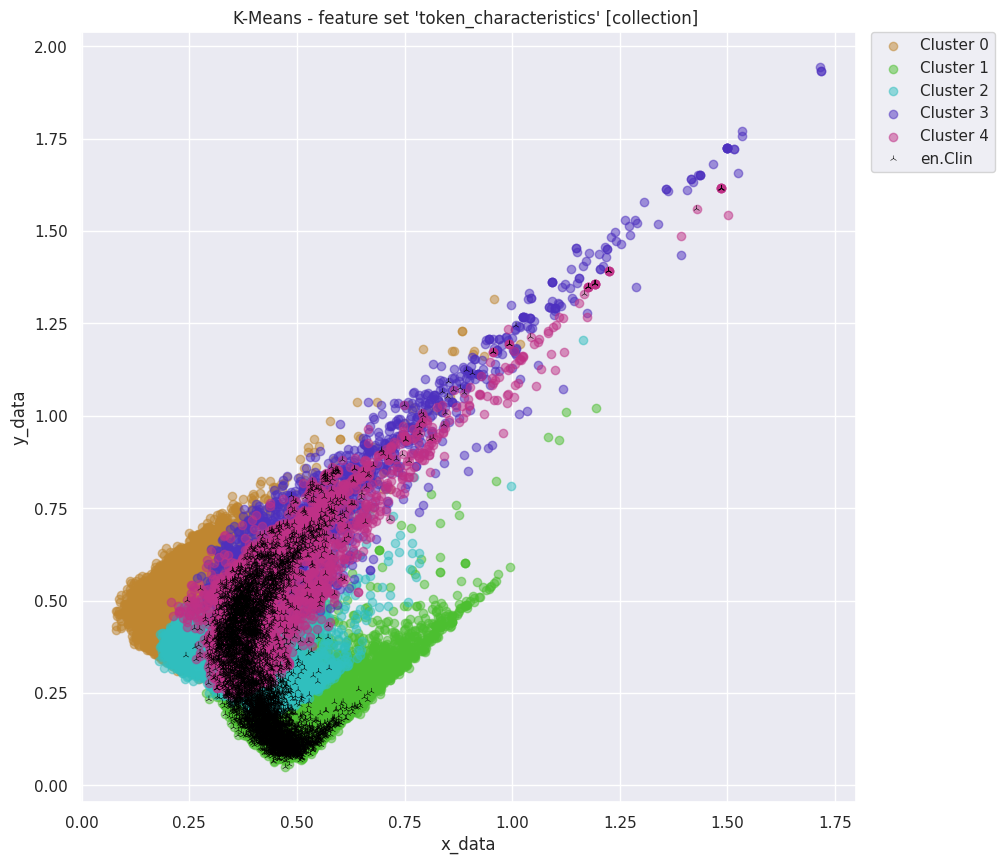 K-Means - feature set 'token_characteristics' [collection]
Cluster 0
Cluster 1
Cluster 2
Cluster 3
Cluster 4
en.Clin
y_data
2.00
1.75
1.50
1.25
1.00
0.75
0.50
0.25
0.00
0.00 0.25 0.50 0.75 1.00 1.25 1.50 1.75
x_data